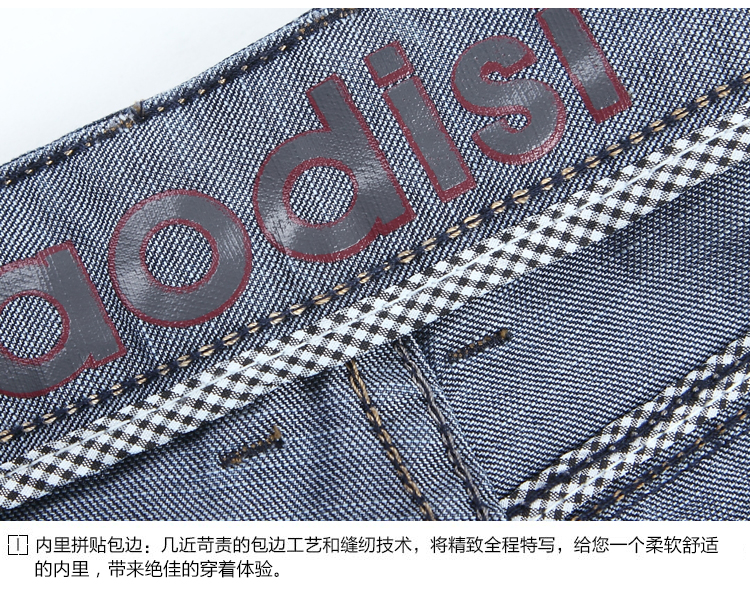 aodisl
1 内里拼贴包边：几近苛责的包边工艺和缝纫技术，将精致全程特写，给您一个柔软舒适
的内里，带来绝佳的穿着体验。